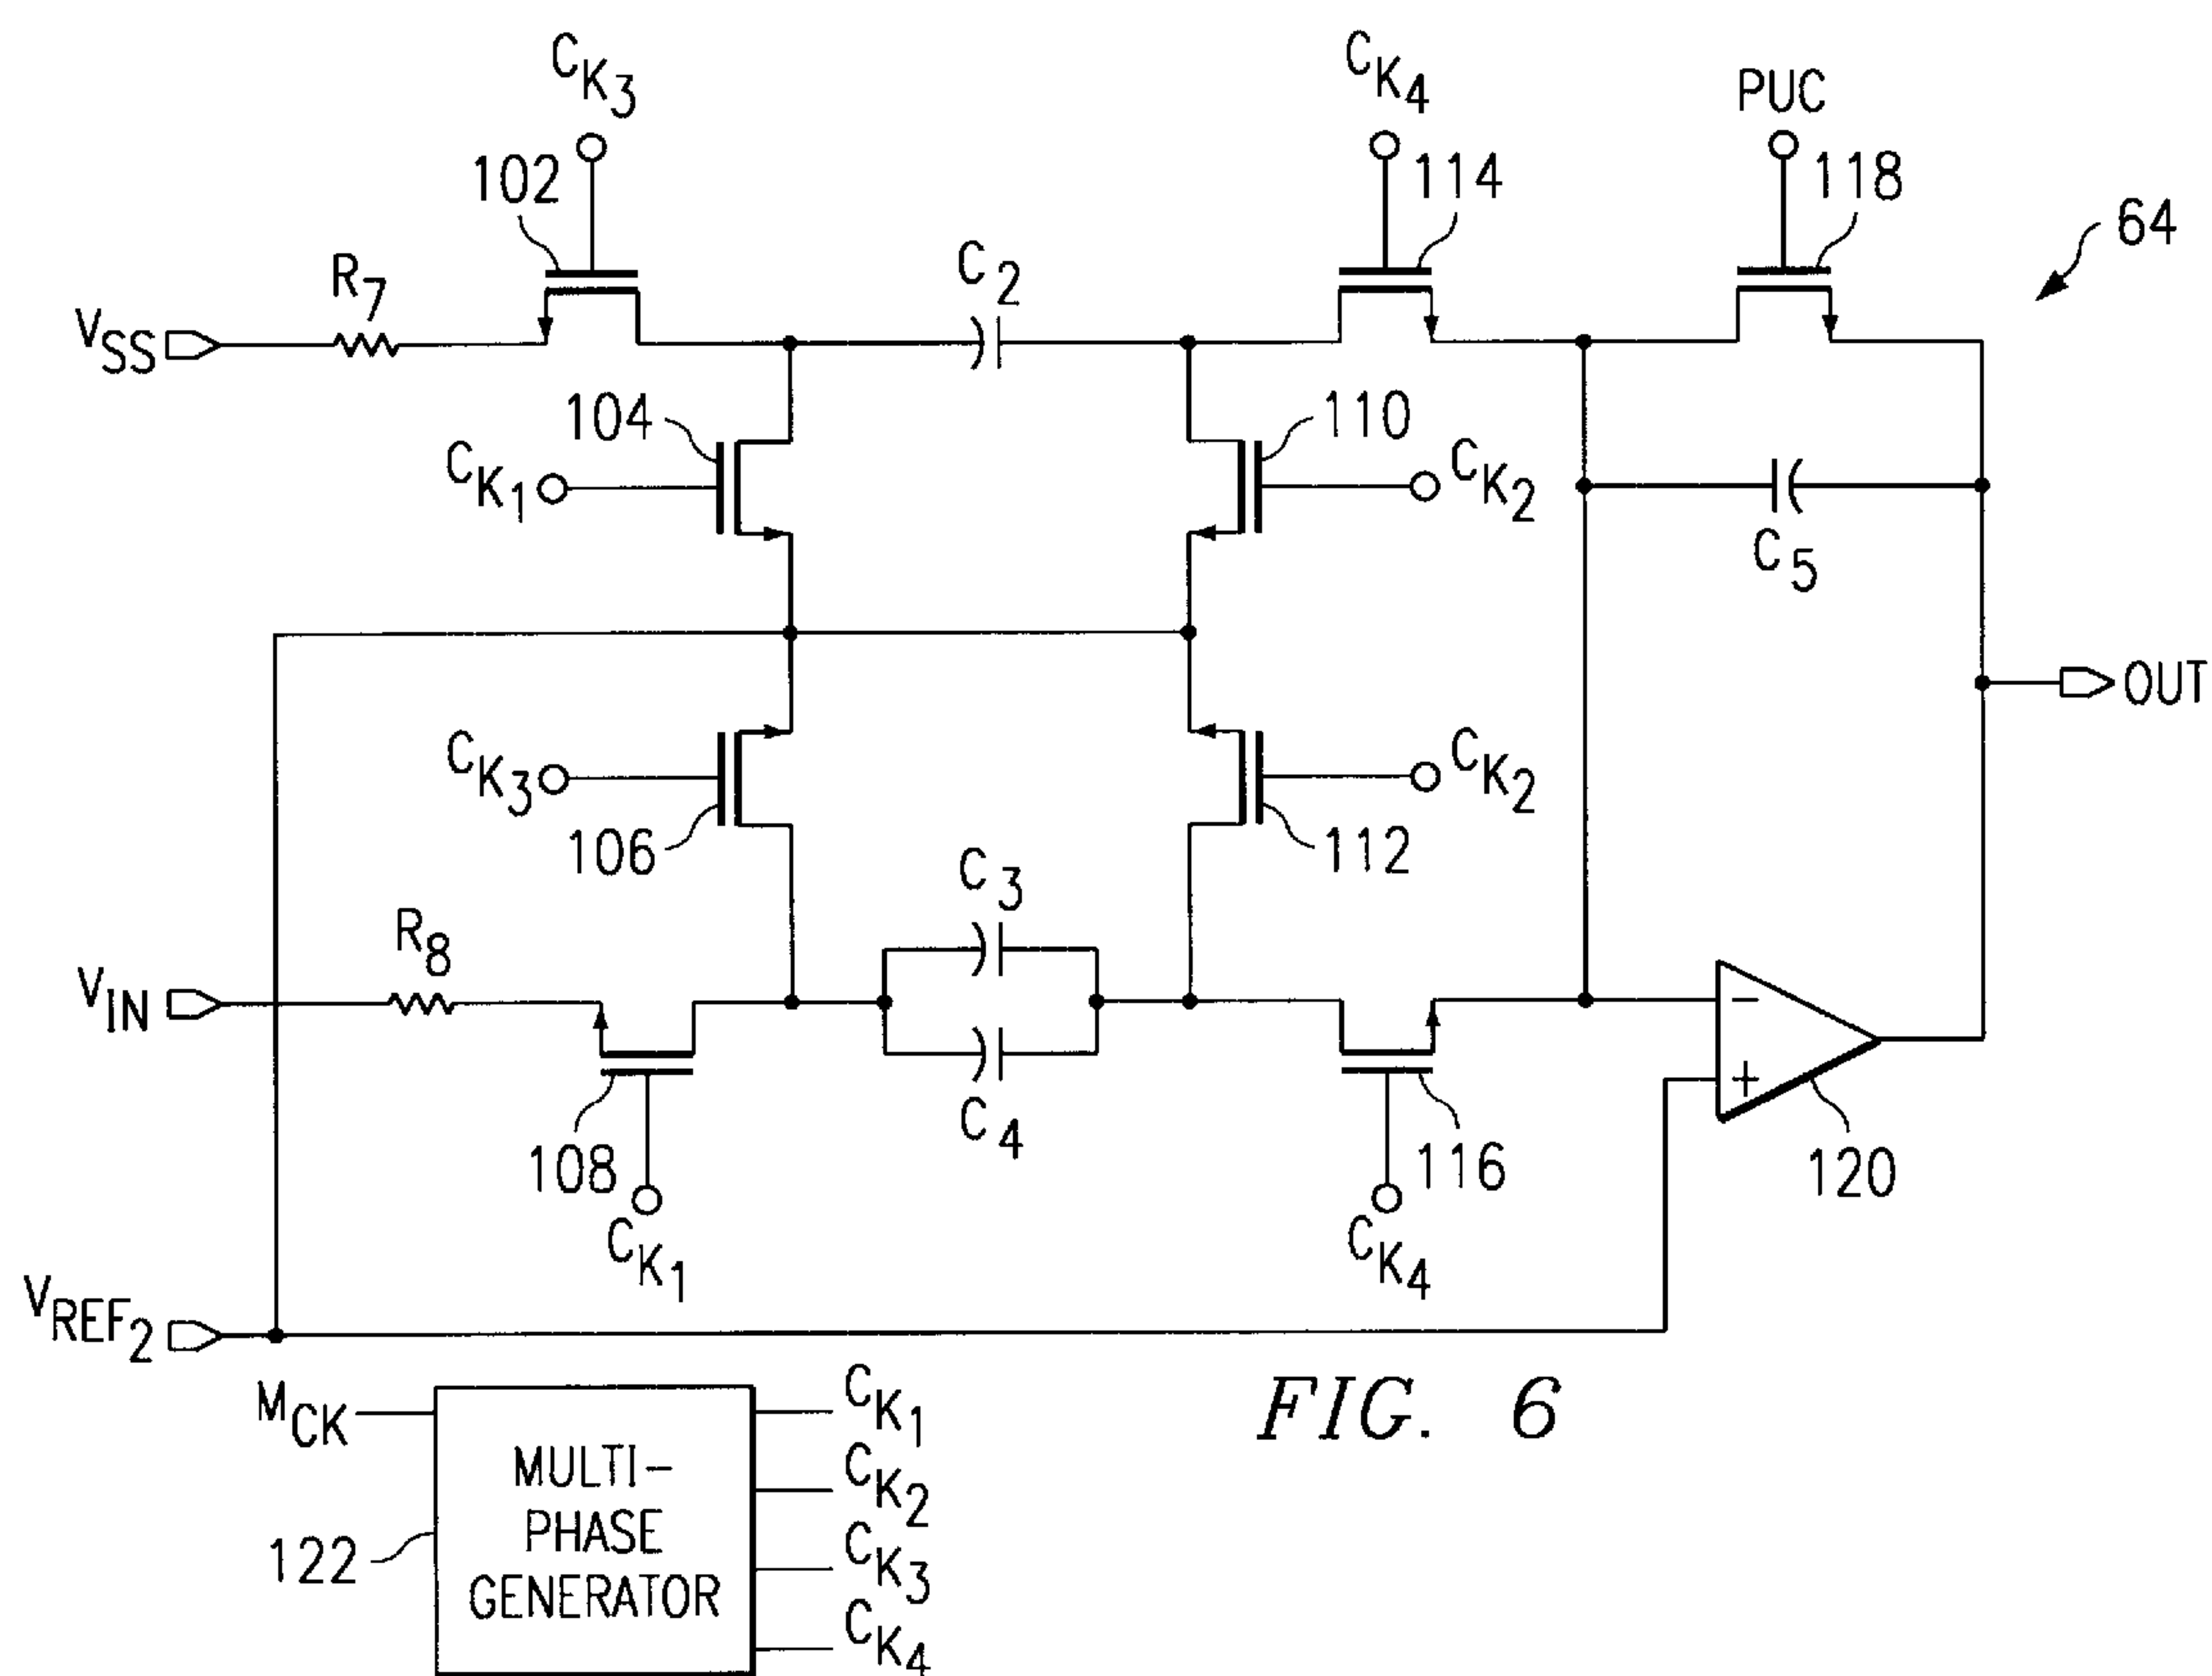 CK3
CK4
PUC
102
114
118
64
R7
C2
VSS
104
110
CK1
CK2
C5
OUT
CK3
CK2
106
112
C3
R8
VIN
C4
108
116
120
CK1
CK4
VREF2
MCK
CK1
FIG. 6
MULTI-
CK2
PHASE
122
CK3
GENERATOR
CK4